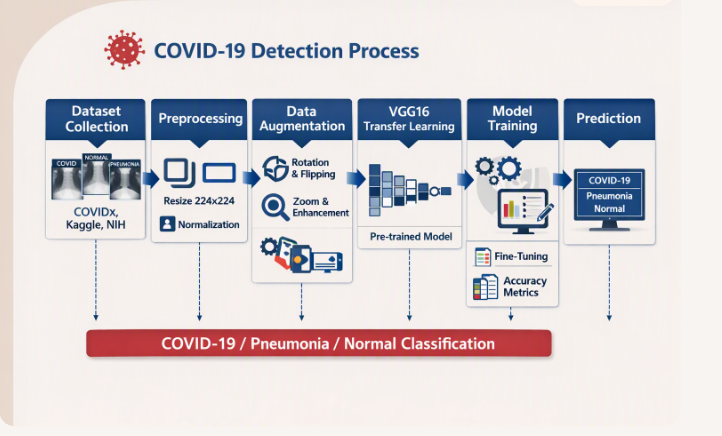 COVID-19 Detection Process
Dataset
Collection
COVID
NORMAL
PNEUMONIA
COVIDx,
Kaggle, NIH
Preprocessing
Resize 224x224
Normalization
Data
Augmentation
Rotation
& Flipping
Zoom &
Enhancement
VGG16
Transfer Learning
Pre-trained Model
Model
Training
Fine-Tuning
Accuracy
Metrics
Prediction
COVID-19
Pneumonia
Normal
COVID-19 / Pneumonia / Normal Classification